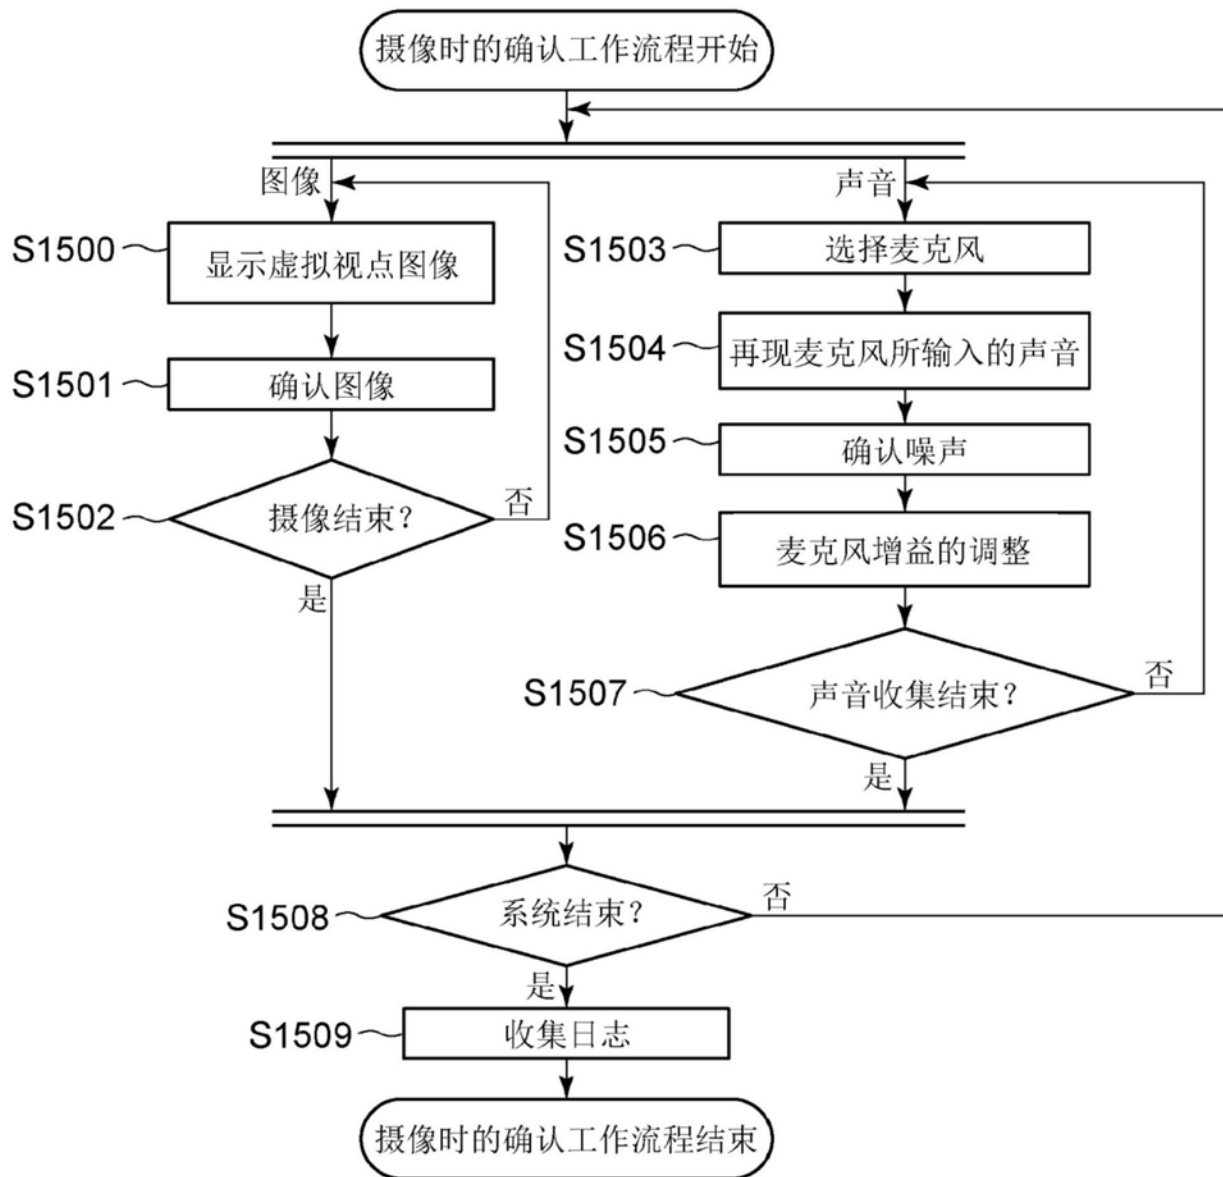 摄像时的确认工作流程开始
图像
声音
S1500
显示虚拟视点图像
S1501
确认图像
S1502
摄像结束？
否
是
S1503
选择麦克风
S1504
再现麦克风所输入的声音
S1505
确认噪声
S1506
麦克风增益的调整
S1507
声音收集结束？
否
是
S1508
系统结束？
否
是
S1509
收集日志
摄像时的确认工作流程结束